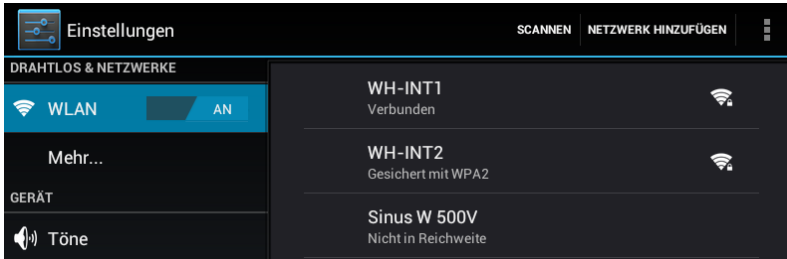 Einstellungen
SCANNEN
NETZWERK HINZUFÜGEN
DRAHTLOS & NETZWERKE
WLAN
AN
Mehr...
GERÄT
Töne
WH-INT1
Verbunden
WH-INT2
Gesichert mit WPA2
Sinus W 500V
Nicht in Reichweite